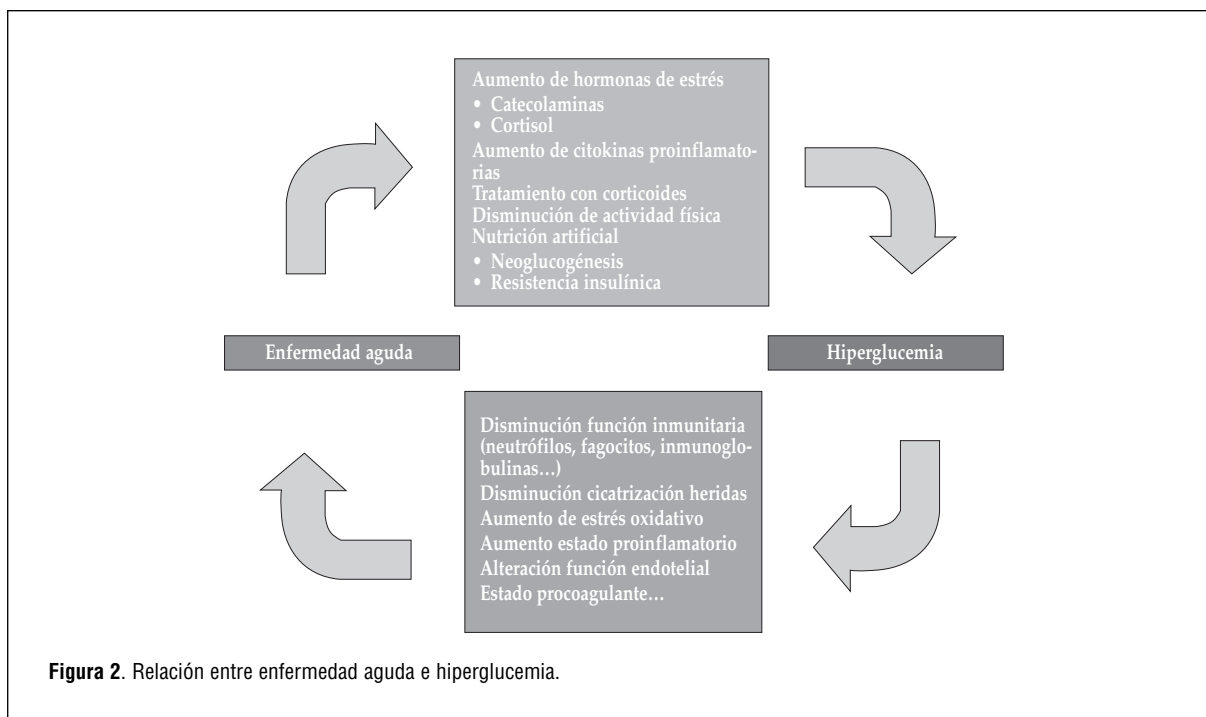 Aumento de hormonas de estrés
• Catecolaminas
• Cortisol
Aumento de citokinas proinflamato-
rias
Tratamiento con corticoides
Disminución de actividad física
Nutrición artificial
• Neoglucogénesis
• Resistencia insulínica
Enfermedad aguda
Hiperglucemia
Disminución función inmunitaria
(neutrófilos, fagocitos, inmunoglo-
bulinas…)
Disminución cicatrización heridas
Aumento de estrés oxidativo
Aumento estado proinflamatorio
Alteración función endotelial
Estado procoagulante…
Figura 2. Relación entre enfermedad aguda e hiperglucemia.